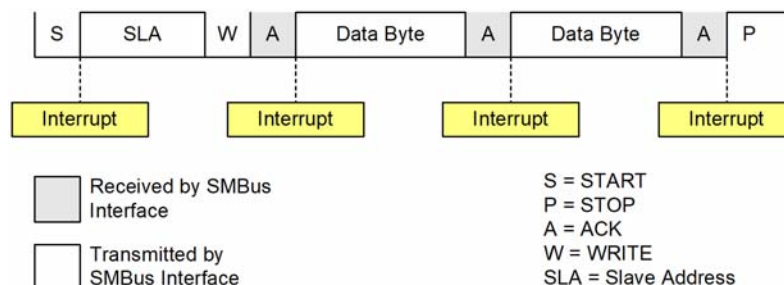 S SLA W A Data Byte A Data Byte A P
Interrupt Interrupt Interrupt Interrupt
Received by SMBus
Interface
Transmitted by
SMBus Interface
S = START
P = STOP
A = ACK
W = WRITE
SLA = Slave Address